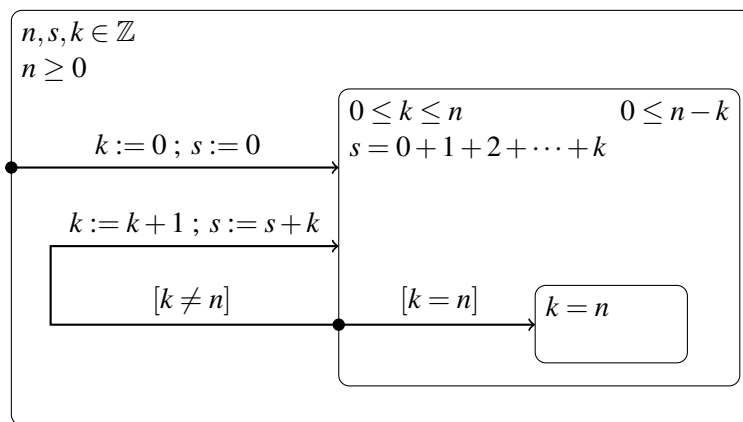 n, s, k ∈ ℤ
n ≥ 0
0 ≤ k ≤ n 0 ≤ n − k
s = 0 + 1 + 2 + ⋯ + k
k := 0 ; s := 0
k := k + 1 ; s := s + k
[k ≠ n] [k = n] k = n